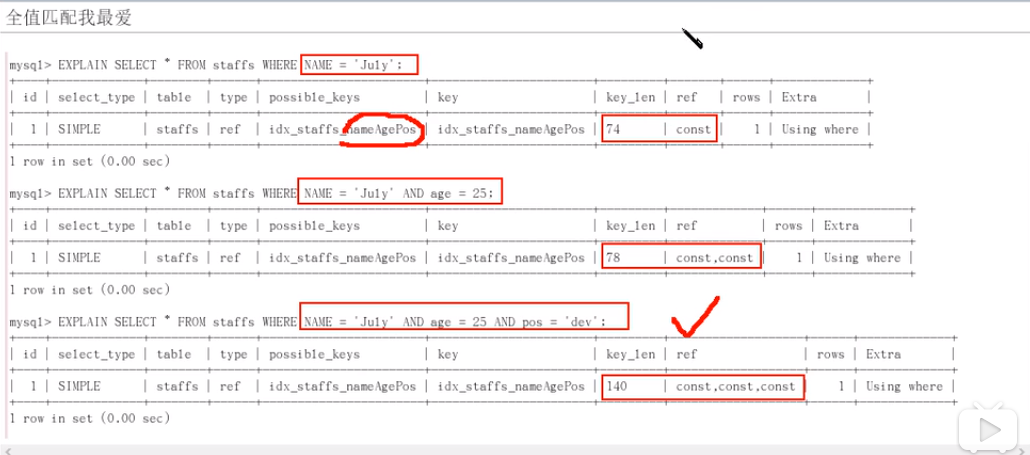 全值匹配我最爱
mysql> EXPLAIN SELECT * FROM staffs WHERE NAME = 'July';
| id | select_type | table | type | possible_keys | key | key_len | ref | rows | Extra |
| 1 | SIMPLE | staffs | ref | idx_staffs_nameAgePos | idx_staffs_nameAgePos | 74 | const | 1 | Using where |
1 row in set (0.00 sec)
mysql> EXPLAIN SELECT * FROM staffs WHERE NAME = 'July' AND age = 25;
| id | select_type | table | type | possible_keys | key | key_len | ref | rows | Extra |
| 1 | SIMPLE | staffs | ref | idx_staffs_nameAgePos | idx_staffs_nameAgePos | 78 | const,const | 1 | Using where |
1 row in set (0.00 sec)
mysql> EXPLAIN SELECT * FROM staffs WHERE NAME = 'July' AND age = 25 AND pos = 'dev';
| id | select_type | table | type | possible_keys | key | key_len | ref | rows | Extra |
| 1 | SIMPLE | staffs | ref | idx_staffs_nameAgePos | idx_staffs_nameAgePos | 140 | const,const,const | 1 | Using where |
1 row in set (0.00 sec)